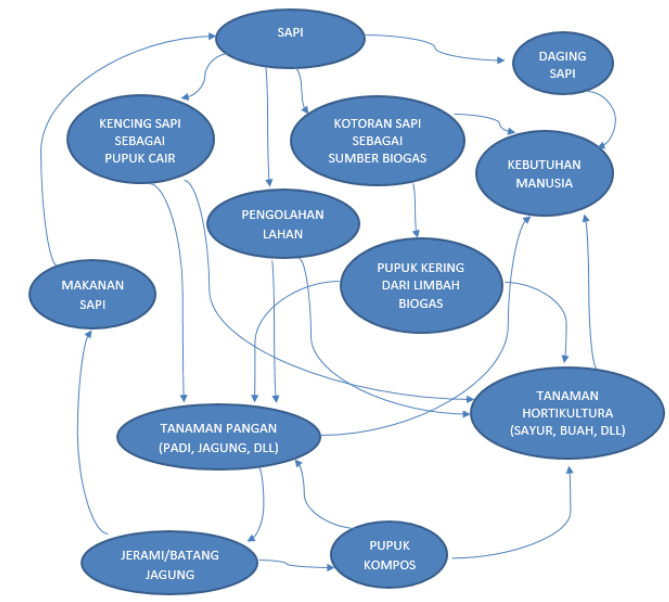 SAPI
DAGING
SAPI
KENCING SAPI
SEBAGAI
PUPUK CAIR
KOTORAN SAPI
SEBAGAI
SUMBER BIOGAS
KEBUTUHAN
MANUSIA
PENGOLAHAN
LAHAN
PUPUK KERING
DARI LIMBAH
BIOGAS
MAKANAN
SAPI
TANAMAN
HORTIKULTURA
(SAYUR, BUAH, DLL)
TANAMAN PANGAN
(PADI, JAGUNG, DLL)
JERAMI/BATANG
JAGUNG
PUPUK
KOMPOS